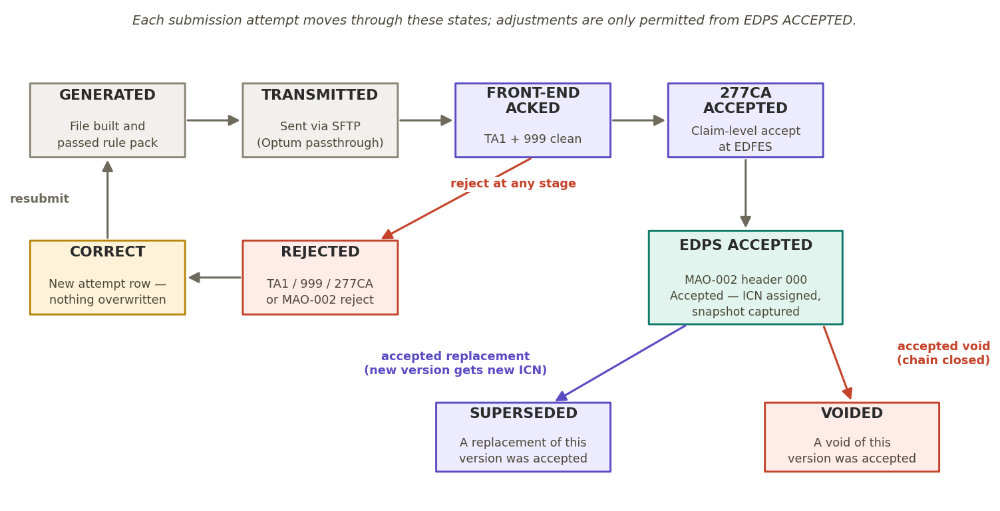 Each submission attempt moves through these states; adjustments are only permitted from EDPS ACCEPTED.
GENERATED
File built and
passed rule pack
TRANSMITTED
Sent via SFTP
(Optum passthrough)
FRONT-END
ACKED
TA1 + 999 clean
277CA
ACCEPTED
Claim-level accept
at EDFES
resubmit
reject at any stage
CORRECT
New attempt row —
nothing overwritten
REJECTED
TA1 / 999 / 277CA
or MAO-002 reject
EDPS ACCEPTED
MAO-002 header 000
Accepted — ICN assigned,
snapshot captured
accepted replacement
(new version gets new ICN)
accepted void
(chain closed)
SUPERSEDED
A replacement of this
version was accepted
VOIDED
A void of this
version was accepted